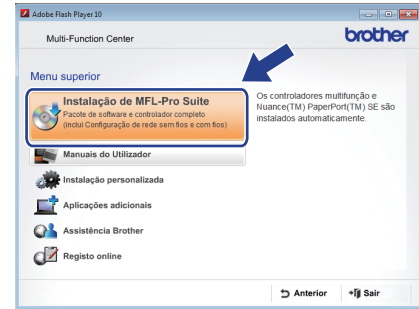 Adobe Flash Player 10
Multi-Function Center
brother
Menu superior
Instalação de MFL-Pro Suite
Pacote de software e controlador completo
(inclui Configuração de rede sem fios e com fios)
Os controladores multifunção e
Nuance(TM) PaperPort(TM) SE são
instalados automaticamente.
Manuais do Utilizador
Instalação personalizada
Aplicações adicionais
Assistência Brother
Registo online
Anterior
Sair